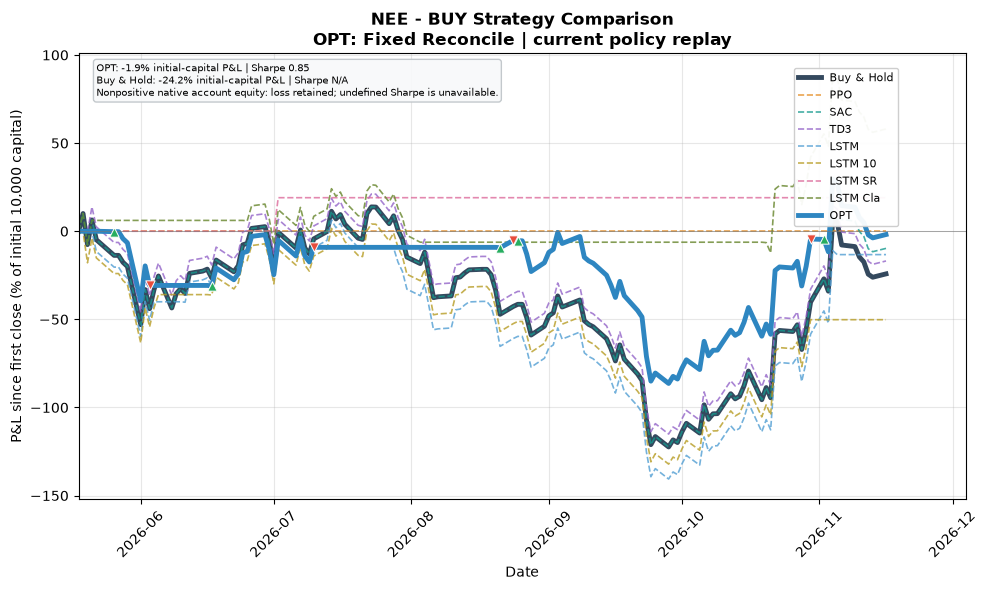 NEE - BUY Strategy Comparison
OPT: Fixed Reconcile | current policy replay
OPT: -1.9% initial-capital P&L | Sharpe 0.85
Buy & Hold: -24.2% initial-capital P&L | Sharpe N/A
Nonpositive native account equity: loss retained; undefined Sharpe is unavailable.
Buy & Hold
PPO
SAC
TD3
LSTM
LSTM 10
LSTM SR
LSTM Cla
OPT
P&L since first close (% of initial 10,000 capital)
100
50
0
−50
−100
−150
2026-06
2026-07
2026-08
2026-09
2026-10
2026-11
2026-12
Date